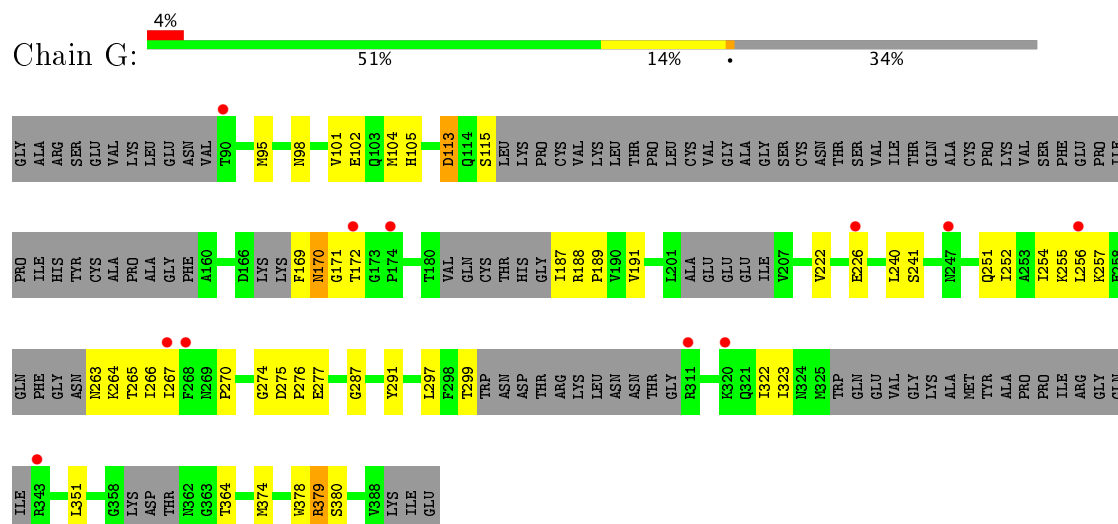 4%
Chain G:
51% 14% • 34%
GLY ALA ARG SER GLU VAL LYS LEU GLU ASN VAL T90 M95 N98 V101 E102 Q103 M104 H105 D113 Q114 S115 LEU LYS PRO CYS VAL LYS LEU THR PRO LEU CYS VAL GLY ALA GLY SER CYS ASN THR SER VAL ILE THR GLN ALA CYS PRO LYS VAL SER PHE GLU PRO ILE
PRO ILE HIS TYR CYS ALA PRO ALA GLY PHE A160 D166 LYS LYS F169 N170 G171 T172 G173 P174 T180 VAL GLN CYS THR HIS GLY I187 R188 P189 V190 V191 L201 ALA GLU GLU GLU ILE V207 V222 E226 L240 S241 N247 Q251 I252 A253 I254 K255 L256 K257 E258
GLN PHE GLY ASN N263 K264 T265 I266 I267 F268 N269 P270 G274 D275 P276 E277 G287 Y291 L297 F298 T299 TRP ASN ASP THR ARG LYS LEU ASN ASN THR GLY R311 K320 Q321 I322 I323 N324 M325 TRP GLN GLU VAL GLY LYS ALA MET TYR ALA PRO PRO ILE ARG GLY GLN
ILE R343 L351 G358 LYS ASP THR N362 G363 T364 M374 W378 R379 S380 V388 LYS ILE GLU